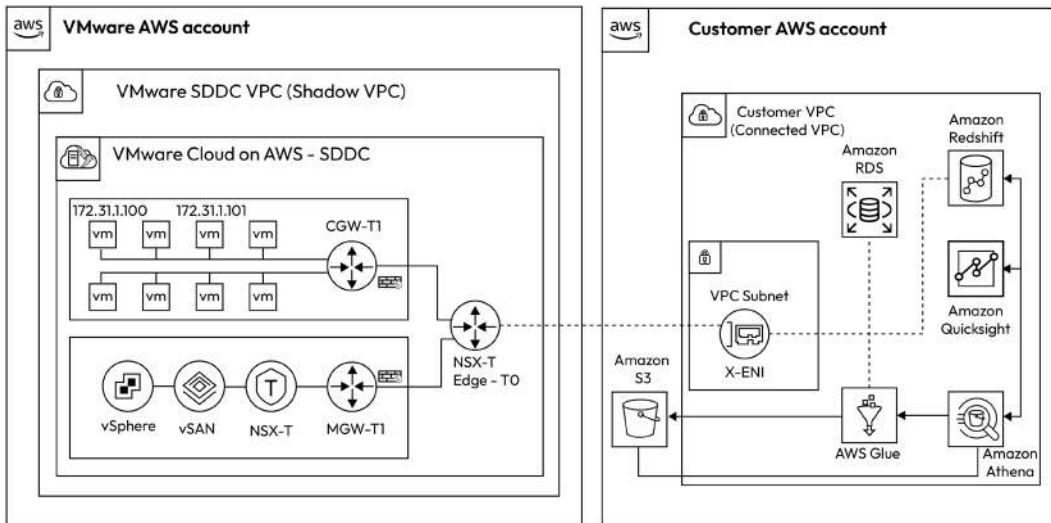 aws
VMware AWS account
VMware SDDC VPC (Shadow VPC)
VMware Cloud on AWS - SDDC
172.31.1.100
172.31.1.101
vm
vm
vm
vm
CGW-T1
vm
vm
vm
vm
NSX-T
Edge - T0
vSphere
vSAN
T
NSX-T
MGW-T1
aws
Customer AWS account
Customer VPC
(Connected VPC)
Amazon
Redshift
Amazon
RDS
VPC Subnet
X-ENI
Amazon
Quicksight
Amazon
S3
AWS Glue
Amazon
Athena